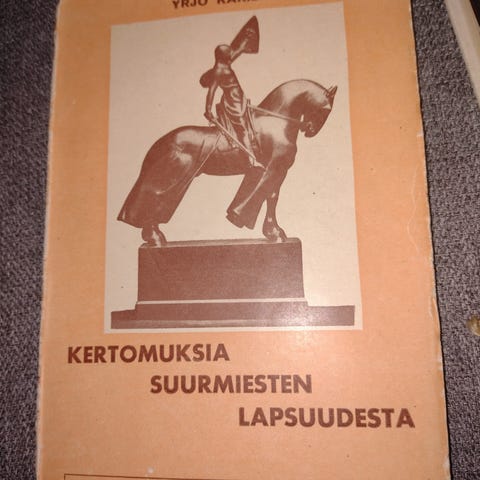 YRJÖ
KERTOMUKSIA
SUURMIESTEN
LAPSUUDESTA